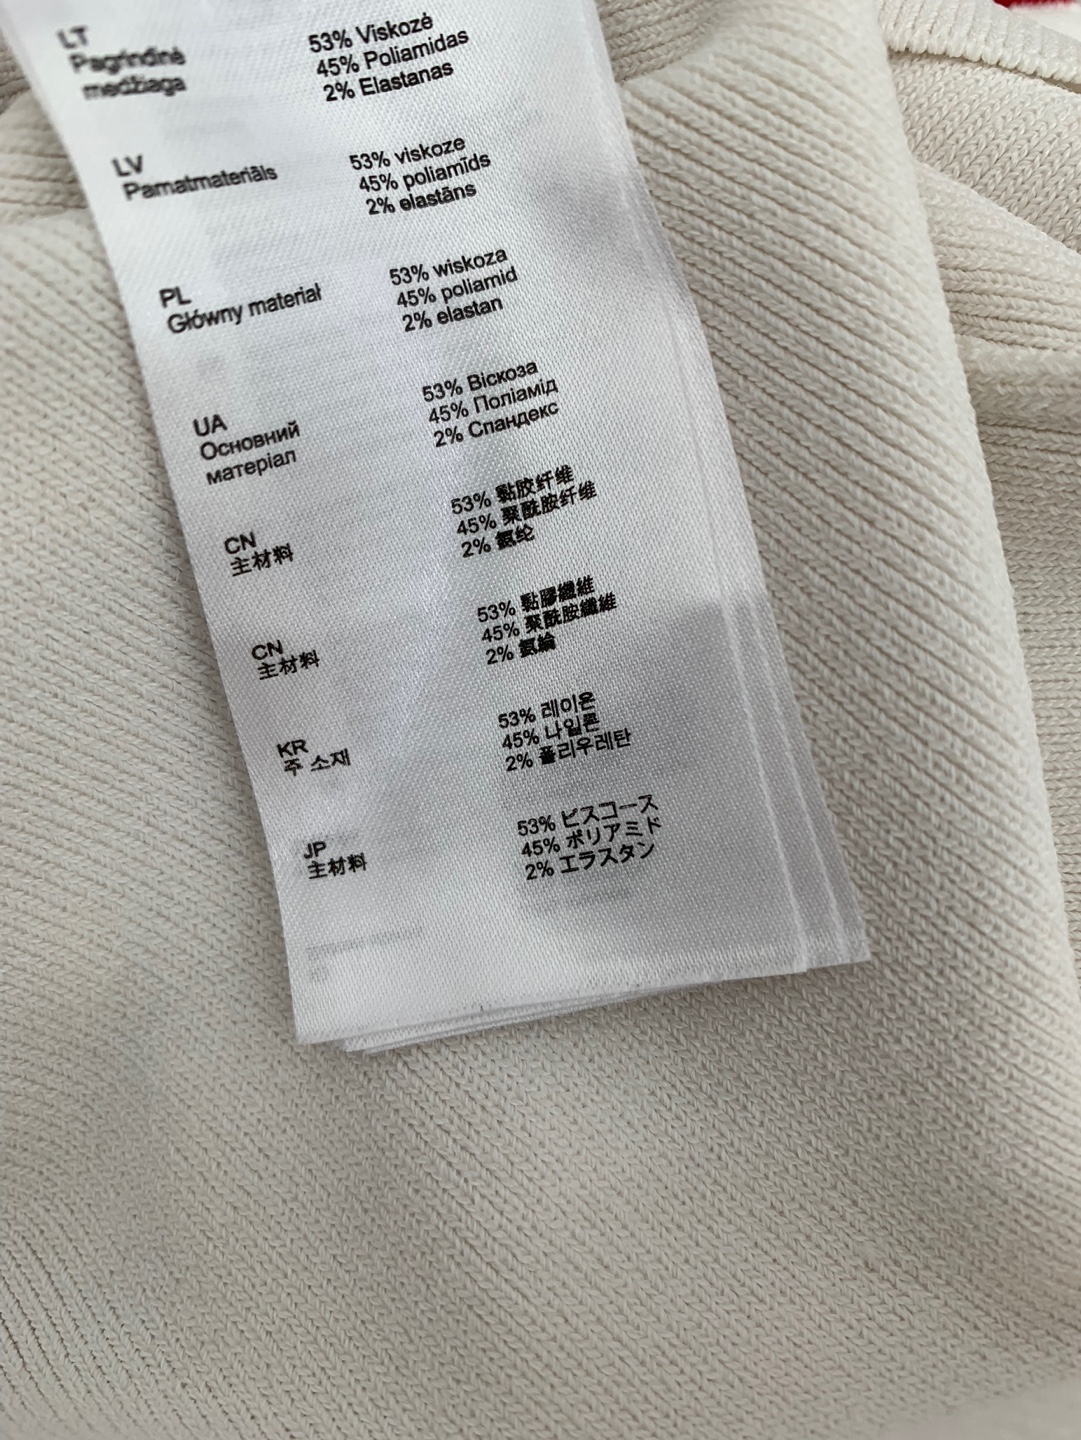 LT
Pagrindinė
medžiaga
53% Viskozė
45% Poliamidas
2% Elastanas
LV
Pamatmateriāls
53% viskoze
45% poliamīds
2% elastāns
PL
Główny materiał
53% wiskoza
45% poliamid
2% elastan
UA
Основний
матеріал
53% Віскоза
45% Поліамід
2% Спандекс
CN
主材料
53% 黏胶纤维
45% 聚酰胺纤维
2% 氨纶
CN
主材料
53% 黏膠纖維
45% 聚酰胺纖維
2% 氨綸
KR
주 소재
53% 레이온
45% 나일론
2% 폴리우레탄
JP
主材料
53% ビスコース
45% ポリアミド
2% エラスタン